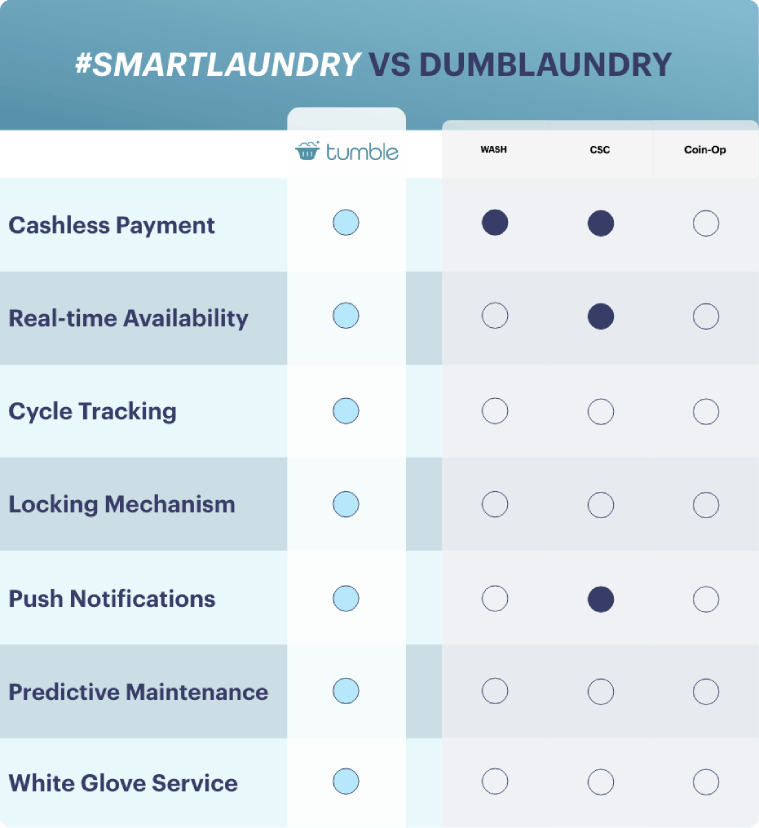 #SMARTLAUNDRY VS DUMBLAUNDRY
tumble WASH CSC Coin-Op
Cashless Payment
Real-time Availability
Cycle Tracking
Locking Mechanism
Push Notifications
Predictive Maintenance
White Glove Service